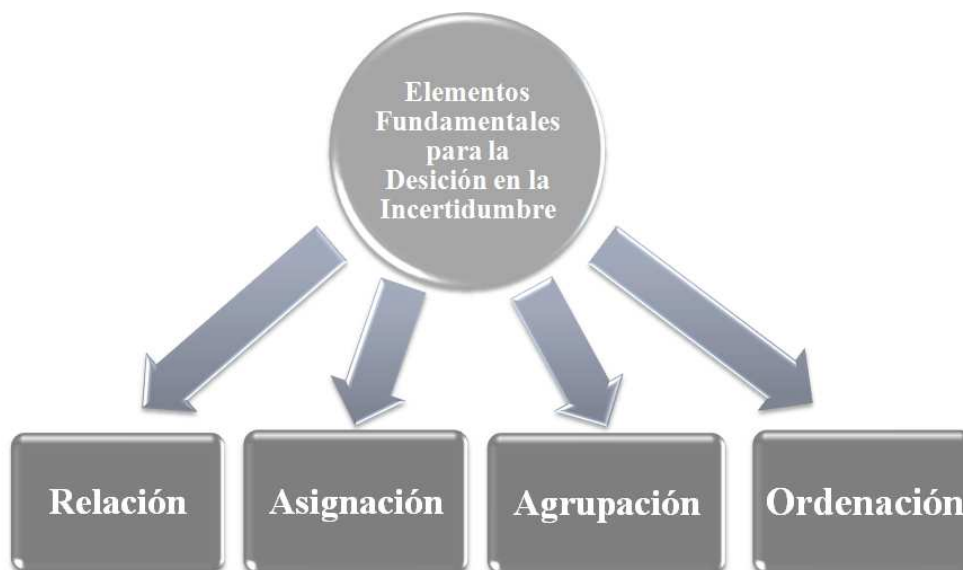 Elementos
Fundamentales
para la
Desición en la
Incertidumbre
Relación
Asignación
Agrupación
Ordenación